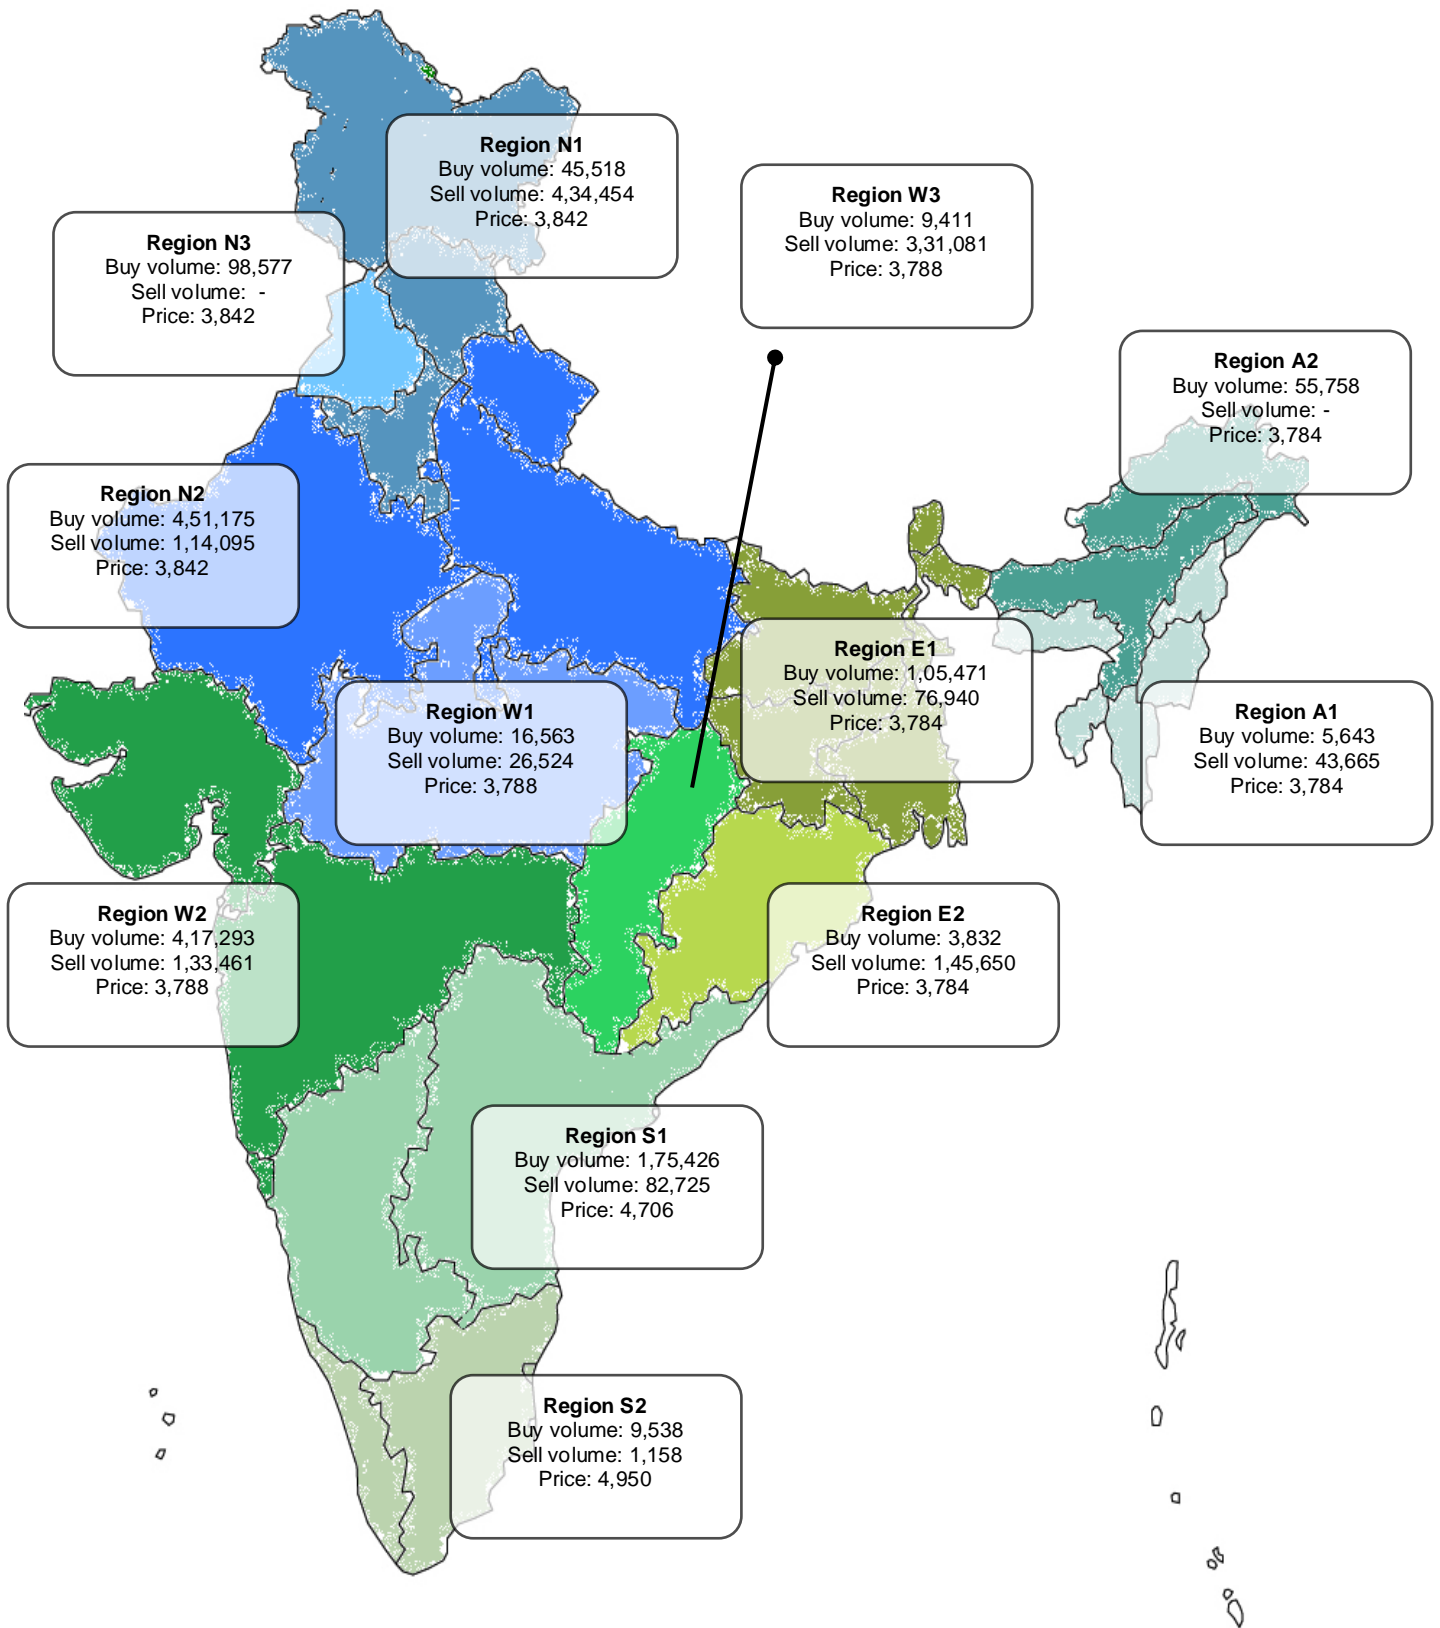 Region N1
Buy volume: 45,518
Sell volume: 4,34,454
Price: 3,842
Region W3
Buy volume: 9,411
Sell volume: 3,31,081
Price: 3,788
Region N3
Buy volume: 98,577
Sell volume: -
Price: 3,842
Region A2
Buy volume: 55,758
Sell volume: -
Price: 3,784
Region N2
Buy volume: 4,51,175
Sell volume: 1,14,095
Price: 3,842
Region E1
Buy volume: 1,05,471
Sell volume: 76,940
Price: 3,784
Region W1
Buy volume: 16,563
Sell volume: 26,524
Price: 3,788
Region A1
Buy volume: 5,643
Sell volume: 43,665
Price: 3,784
Region W2
Buy volume: 4,17,293
Sell volume: 1,33,461
Price: 3,788
Region E2
Buy volume: 3,832
Sell volume: 1,45,650
Price: 3,784
Region S1
Buy volume: 1,75,426
Sell volume: 82,725
Price: 4,706
Region S2
Buy volume: 9,538
Sell volume: 1,158
Price: 4,950